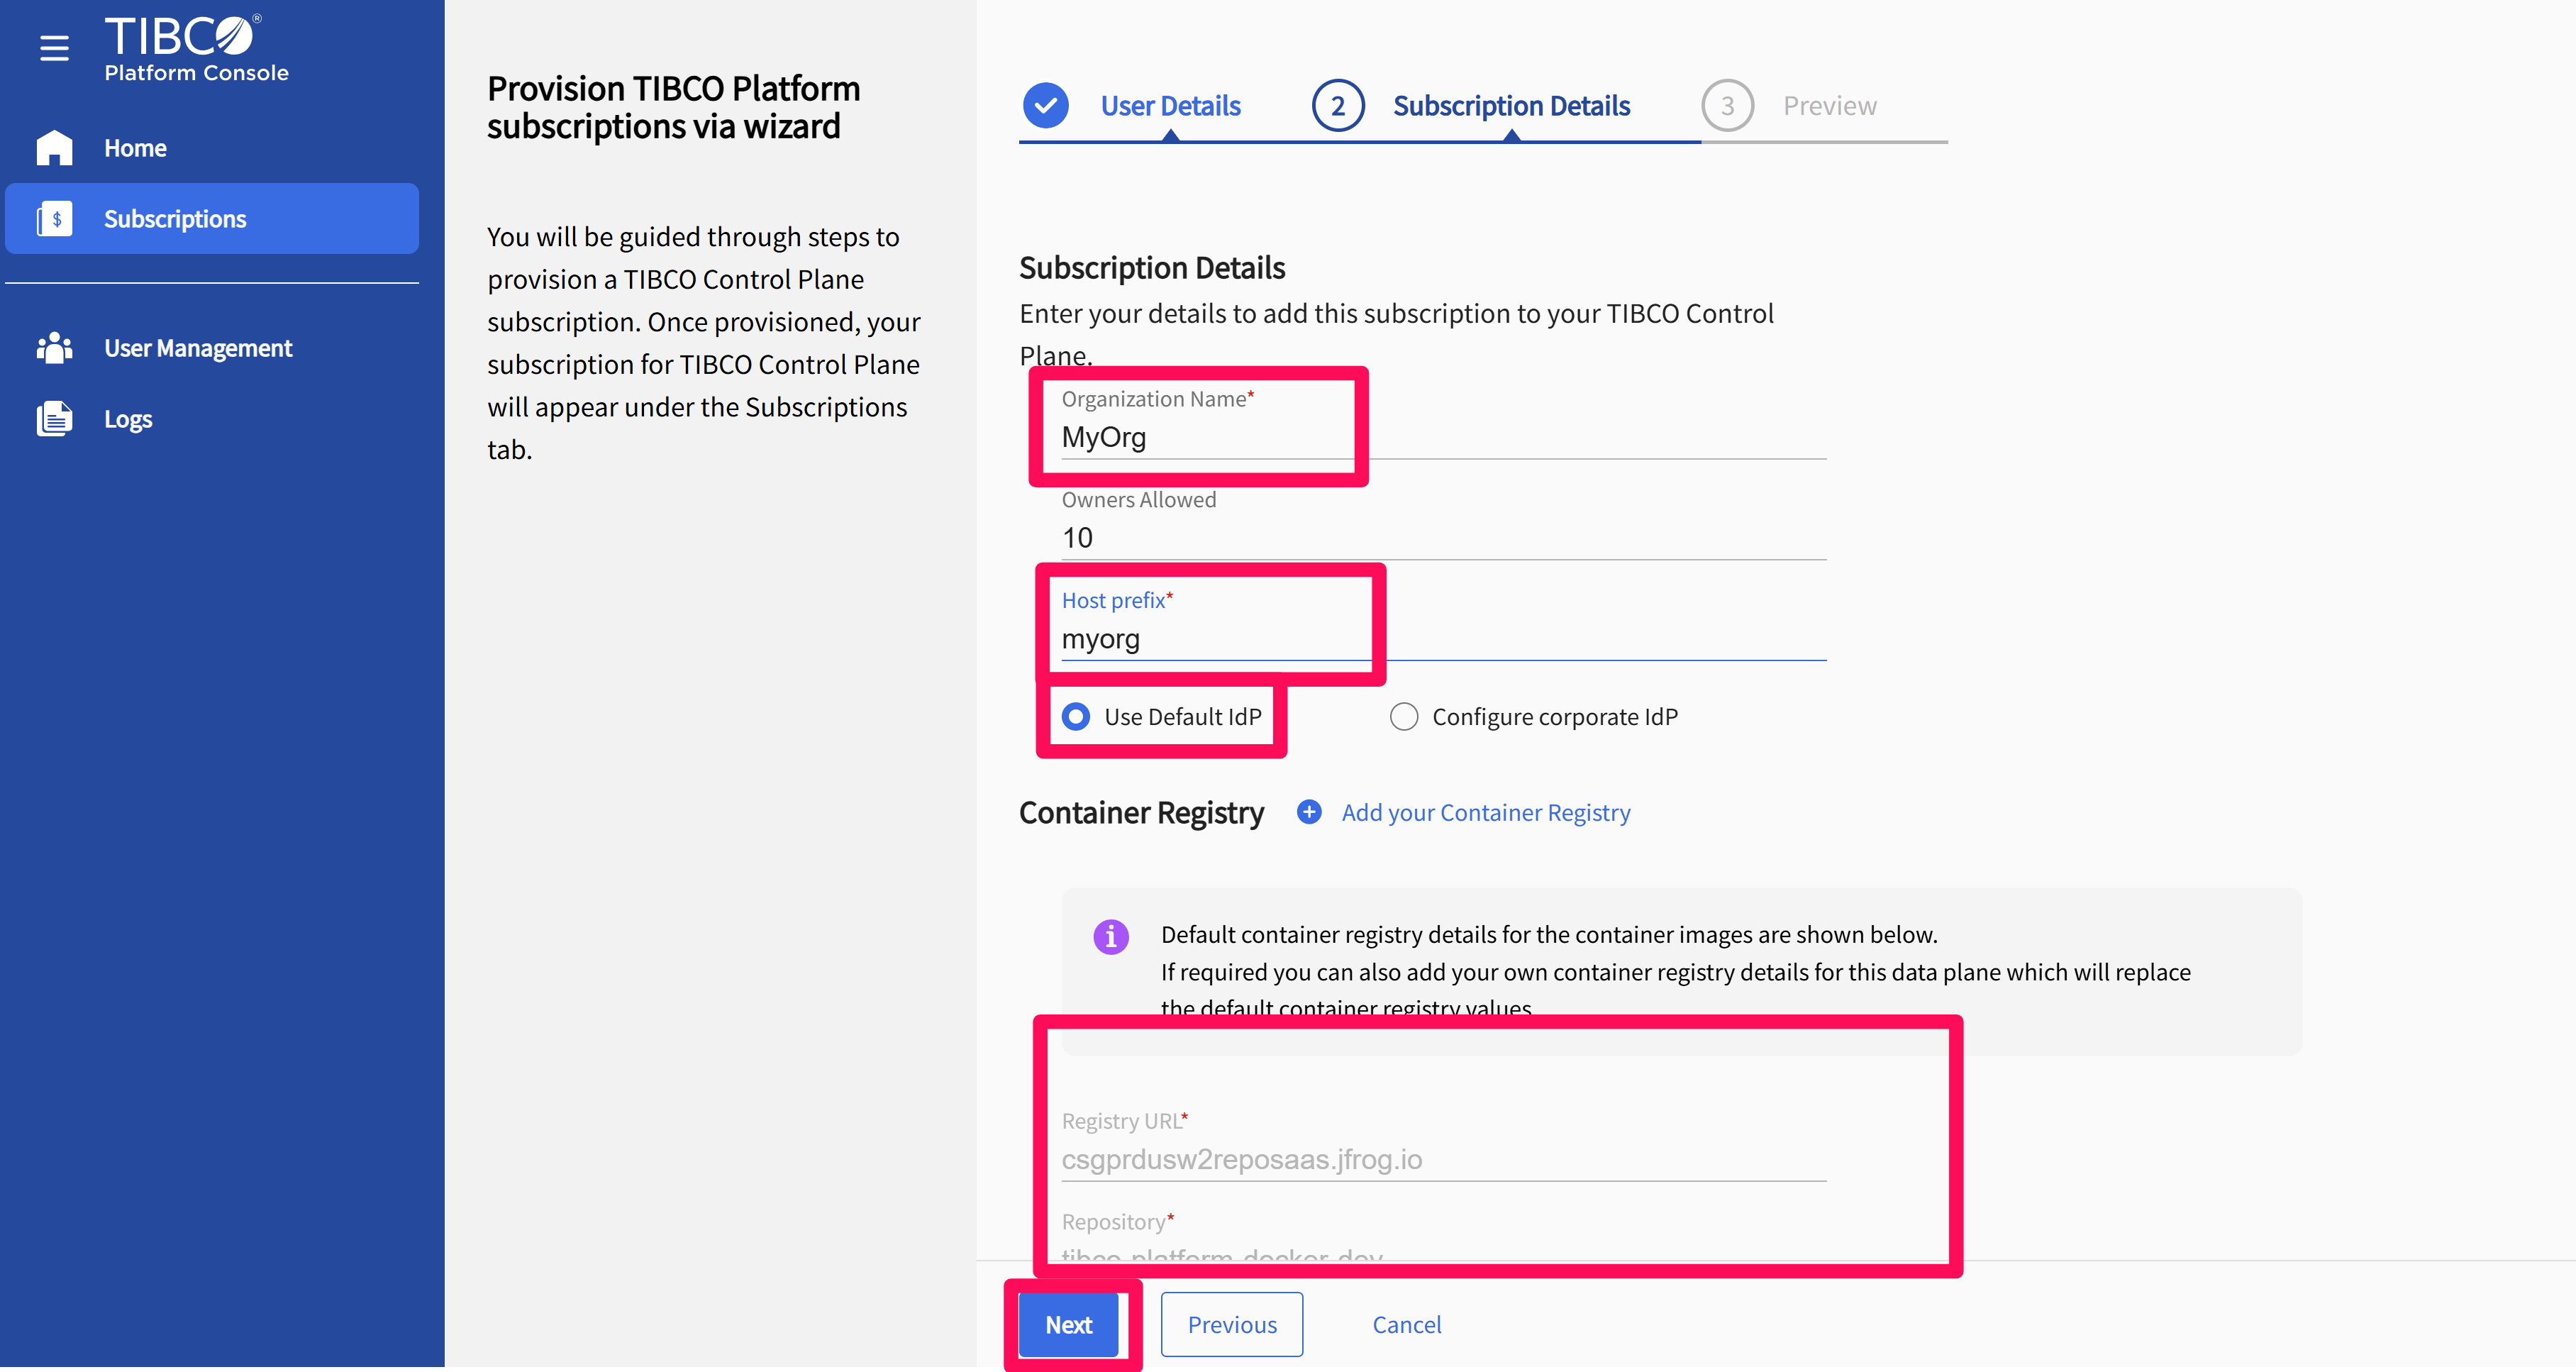 TIBCO®
Platform Console
Home
$
Subscriptions
User Management
Logs
Provision TIBCO Platform
subscriptions via wizard
You will be guided through steps to
provision a TIBCO Control Plane
subscription. Once provisioned, your
subscription for TIBCO Control Plane
will appear under the Subscriptions
tab.
User Details
2
Subscription Details
3
Preview
Subscription Details
Enter your details to add this subscription to your TIBCO Control
Plane.
Organization Name*
MyOrg
Owners Allowed
10
Host prefix*
myorg
Use Default IdP
Configure corporate IdP
Container Registry
+ Add your Container Registry
i
Default container registry details for the container images are shown below.
If required you can also add your own container registry details for this data plane which will replace
the default container registry values
Registry URL*
csgprdusw2reposaas.jfrog.io
Repository*
tibco-platform-docker-dev
Next
Previous
Cancel